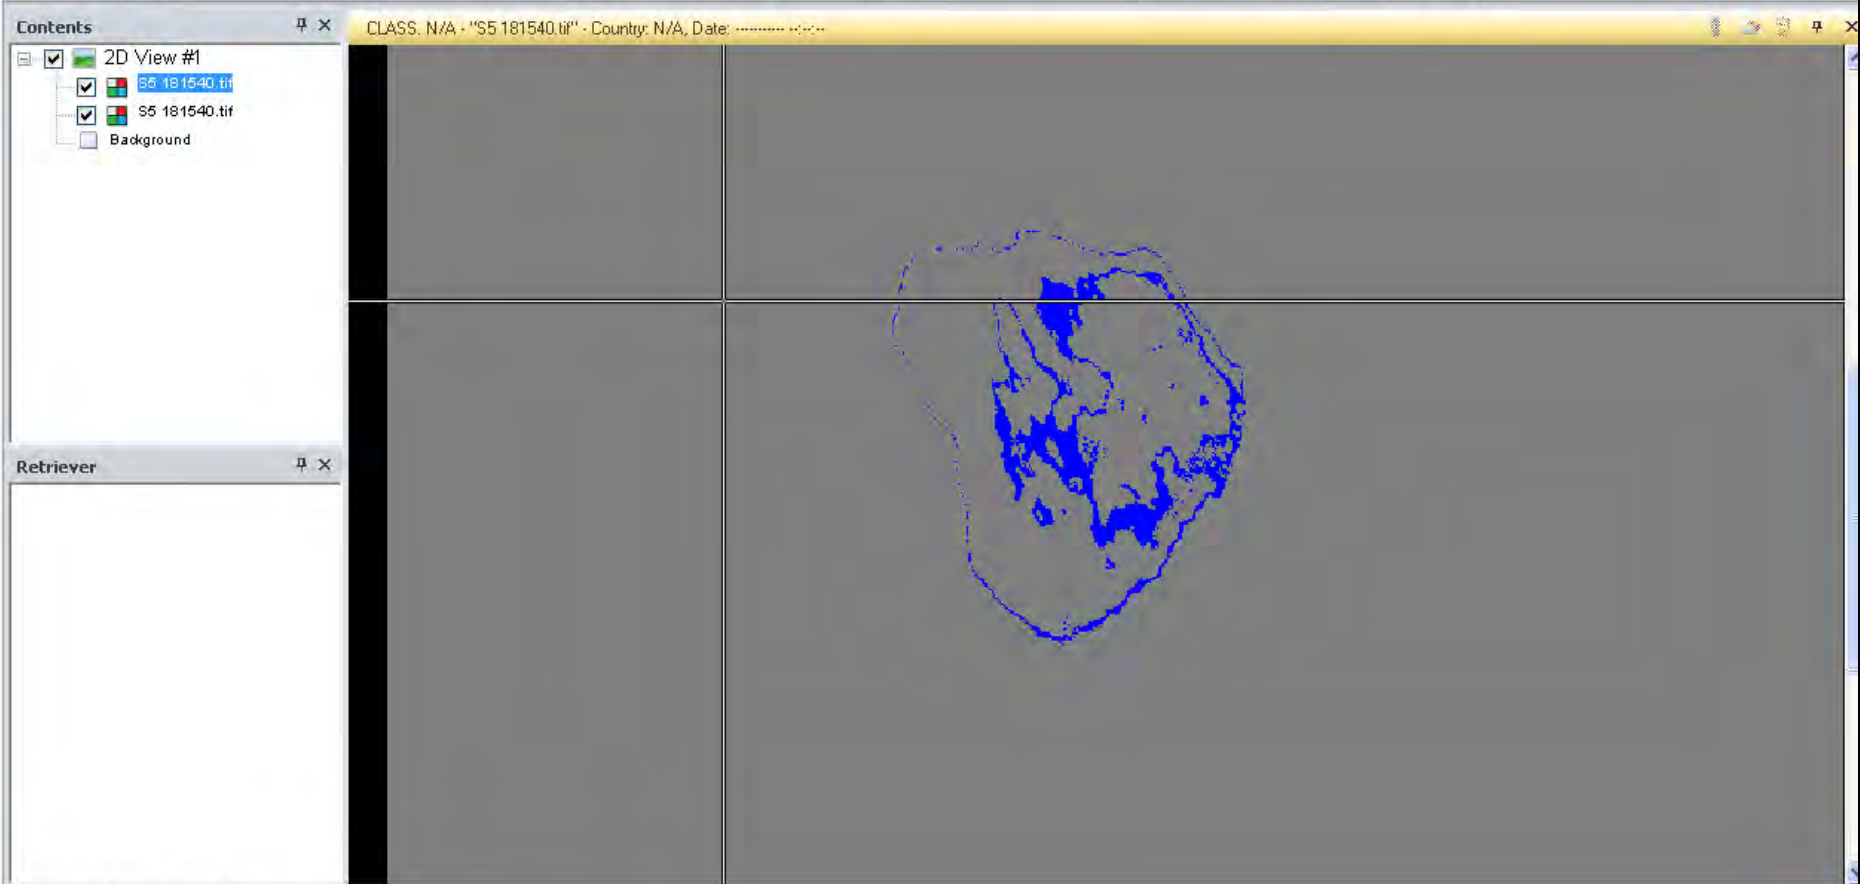 Contents
CLASS. N/A - "S5 181540.tif" - Country: N/A, Date: ----------- --:--:--
2D View #1
S5 181540.tif
S5 181540.tif
Background
Retriever